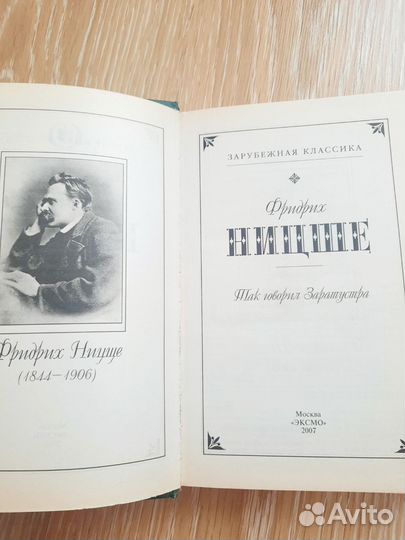 Фридрих Ницше
(1844—1906)
ЗАРУБЕЖНАЯ КЛАССИКА
Фридрих
НИЦШЕ
Так говорил Заратустра
Москва
«ЭКСМО»
2007
Avito